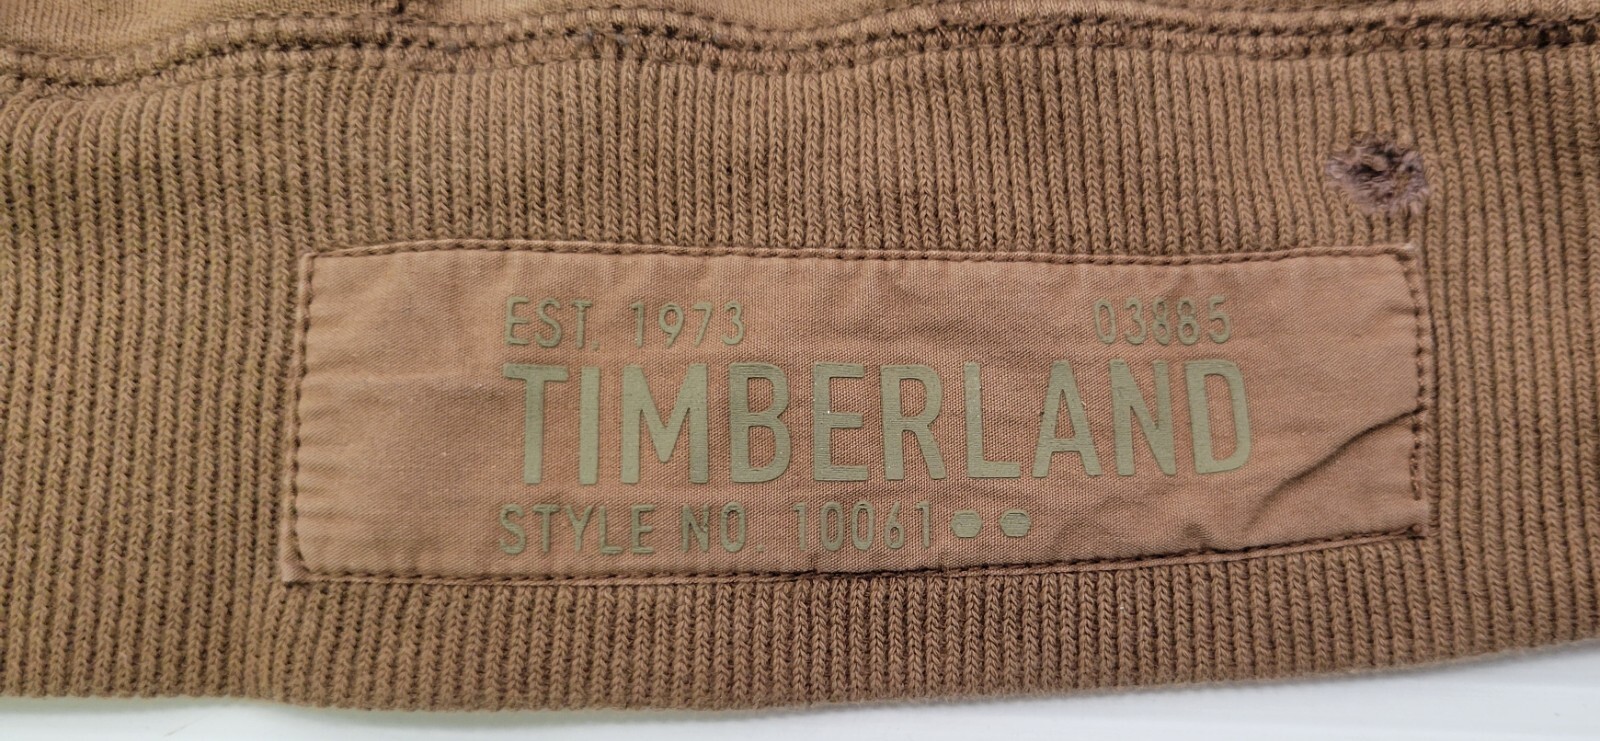 EST. 1973 03885
TIMBERLAND
STYLE NO. 10061●●